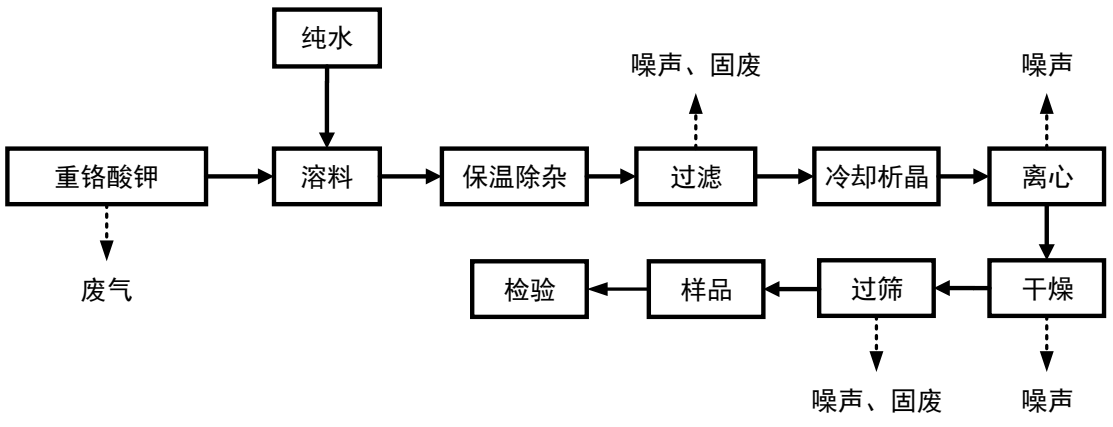 纯水
噪声、固废
噪声
重铬酸钾
溶料
保温除杂
过滤
冷却析晶
离心
废气
检验
样品
过筛
干燥
噪声、固废
噪声